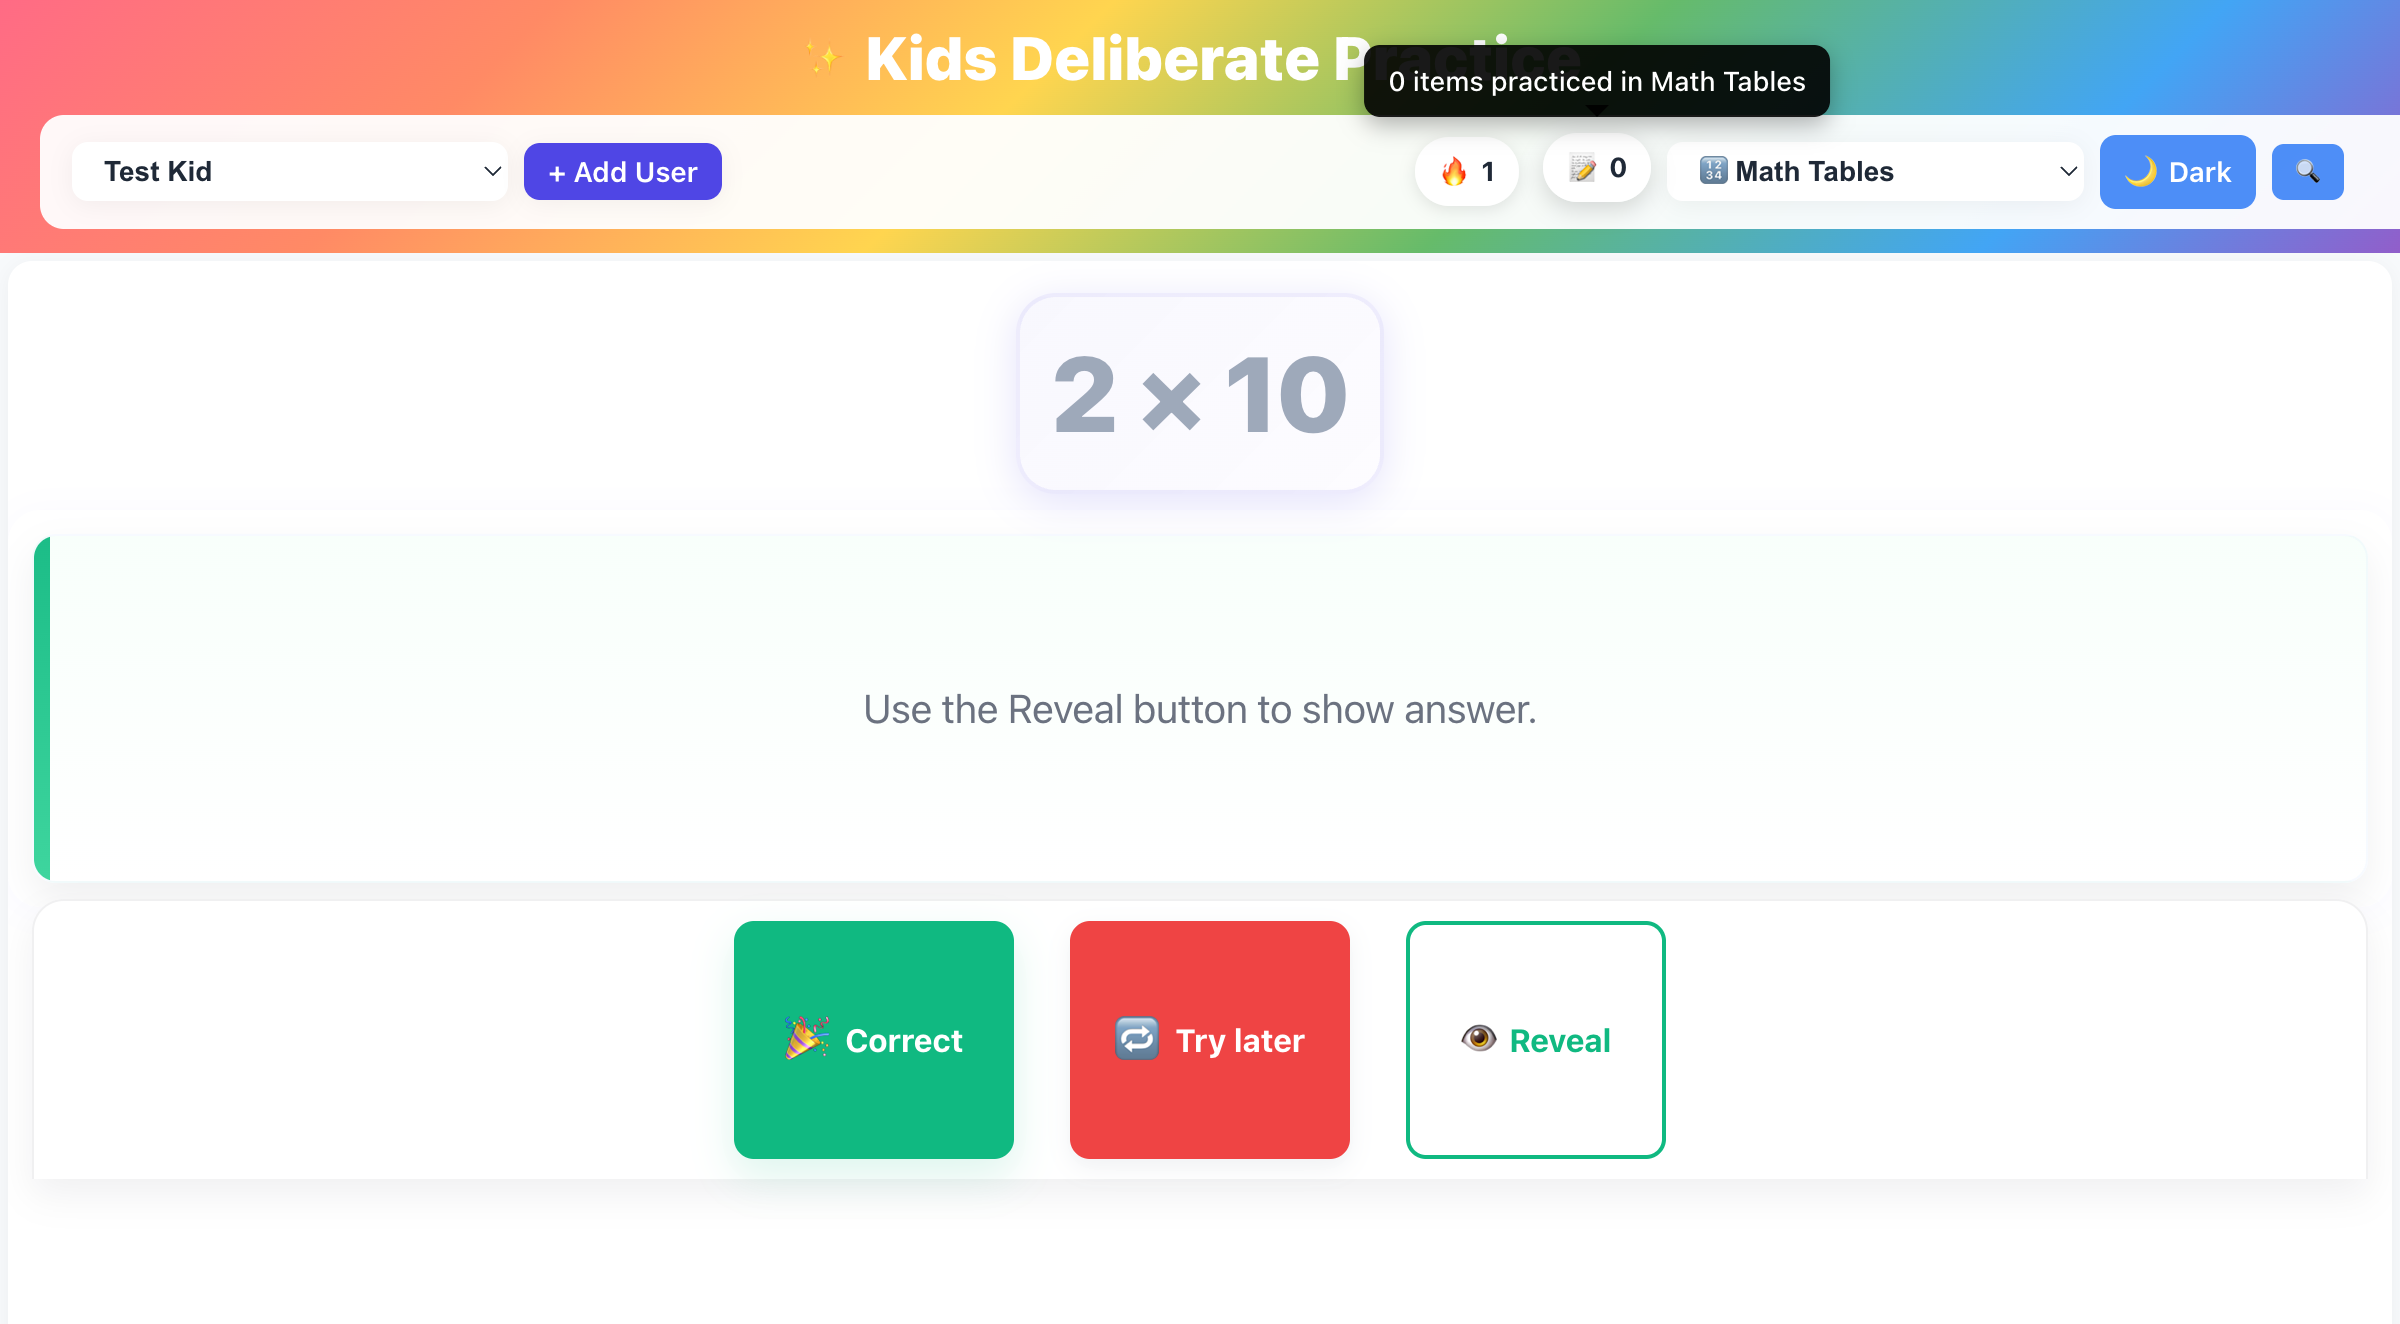 ✨ Kids Deliberate Practice
0 items practiced in Math Tables
Test Kid
+ Add User
🔥 1
📝 0
🔢 Math Tables
🌙 Dark
🔍
2 × 10
Use the Reveal button to show answer.
🎉 Correct
🔁 Try later
👁️ Reveal